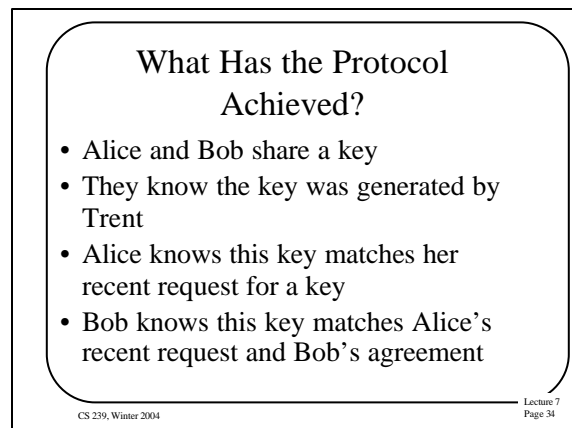 What Has the Protocol
Achieved?
• Alice and Bob share a key
• They know the key was generated by
Trent
• Alice knows this key matches her
recent request for a key
• Bob knows this key matches Alice’s
recent request and Bob’s agreement
CS 239, Winter 2004
Lecture 7
Page 34